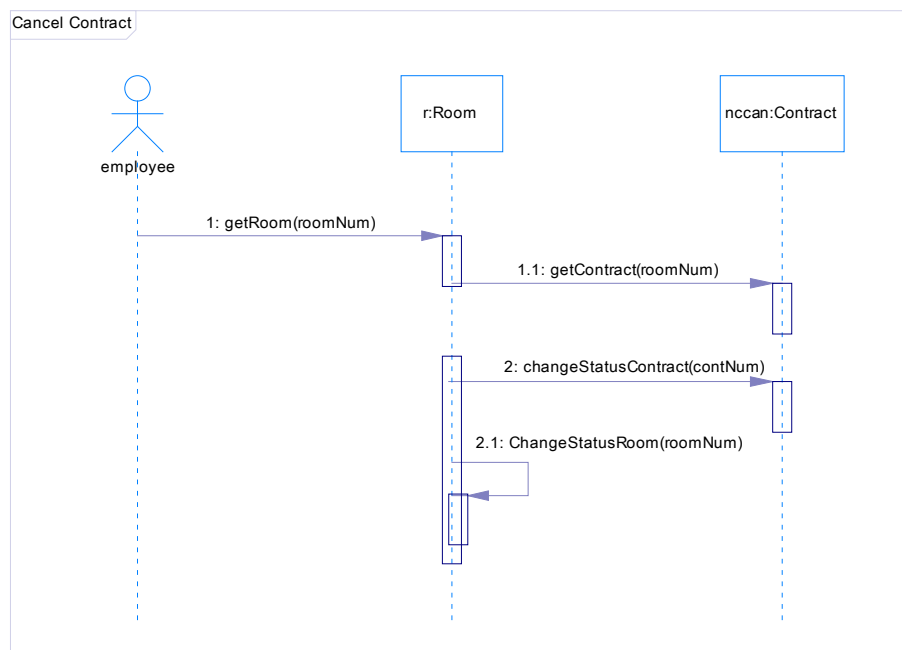 Cancel Contract
r:Room
nccan:Contract
employee
1: getRoom(roomNum)
1.1: getContract(roomNum)
2: changeStatusContract(contNum)
2.1: ChangeStatusRoom(roomNum)